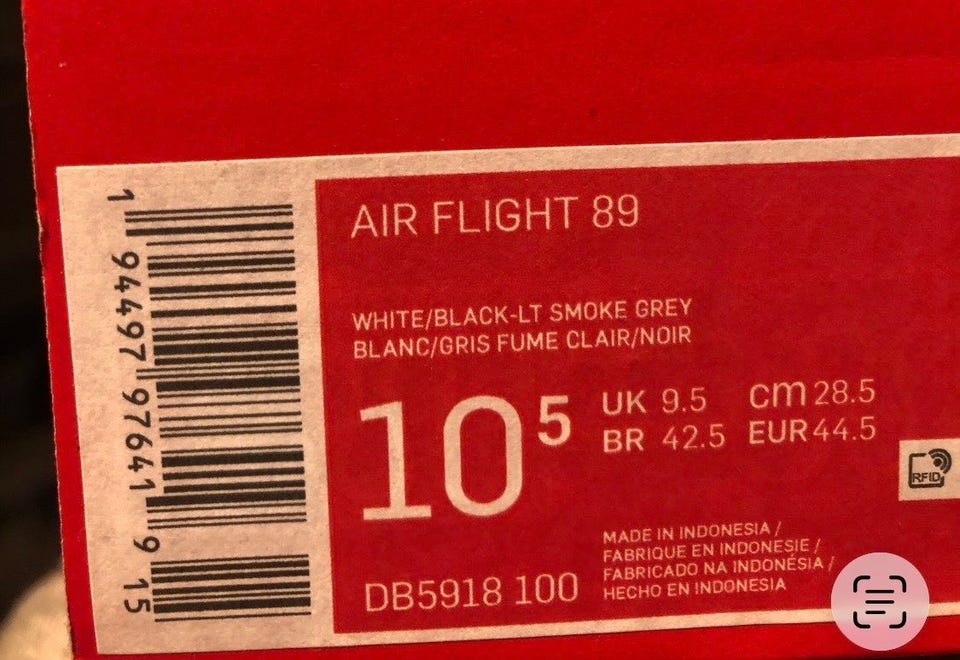 1 94497 97641 9 15
AIR FLIGHT 89
WHITE/BLACK-LT SMOKE GREY
BLANC/GRIS FUME CLAIR/NOIR
10 5
UK 9.5 cm 28.5
BR 42.5 EUR 44.5
RFID
MADE IN INDONESIA /
FABRIQUE EN INDONESIE /
FABRICADO NA INDONÉSIA /
HECHO EN INDONESIA
DB5918 100